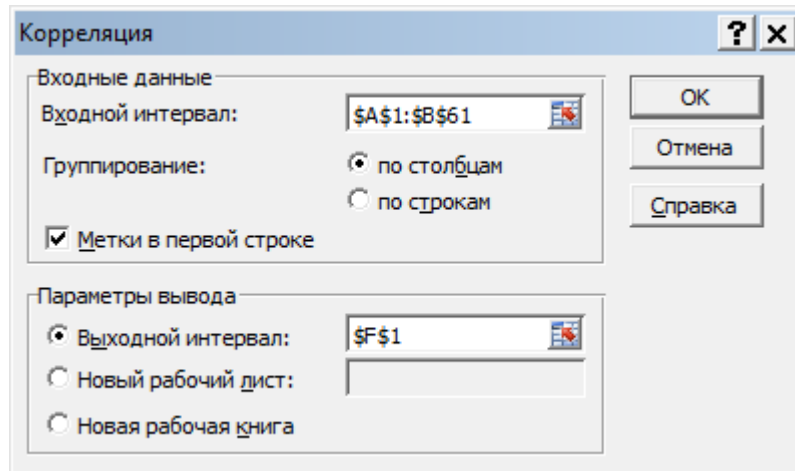 Корреляция
Входные данные
Входной интервал: $A$1:$B$61
Группирование: по столбцам
по строкам
Метки в первой строке
OK
Отмена
Справка
Параметры вывода
Выходной интервал: $F$1
Новый рабочий лист:
Новая рабочая книга